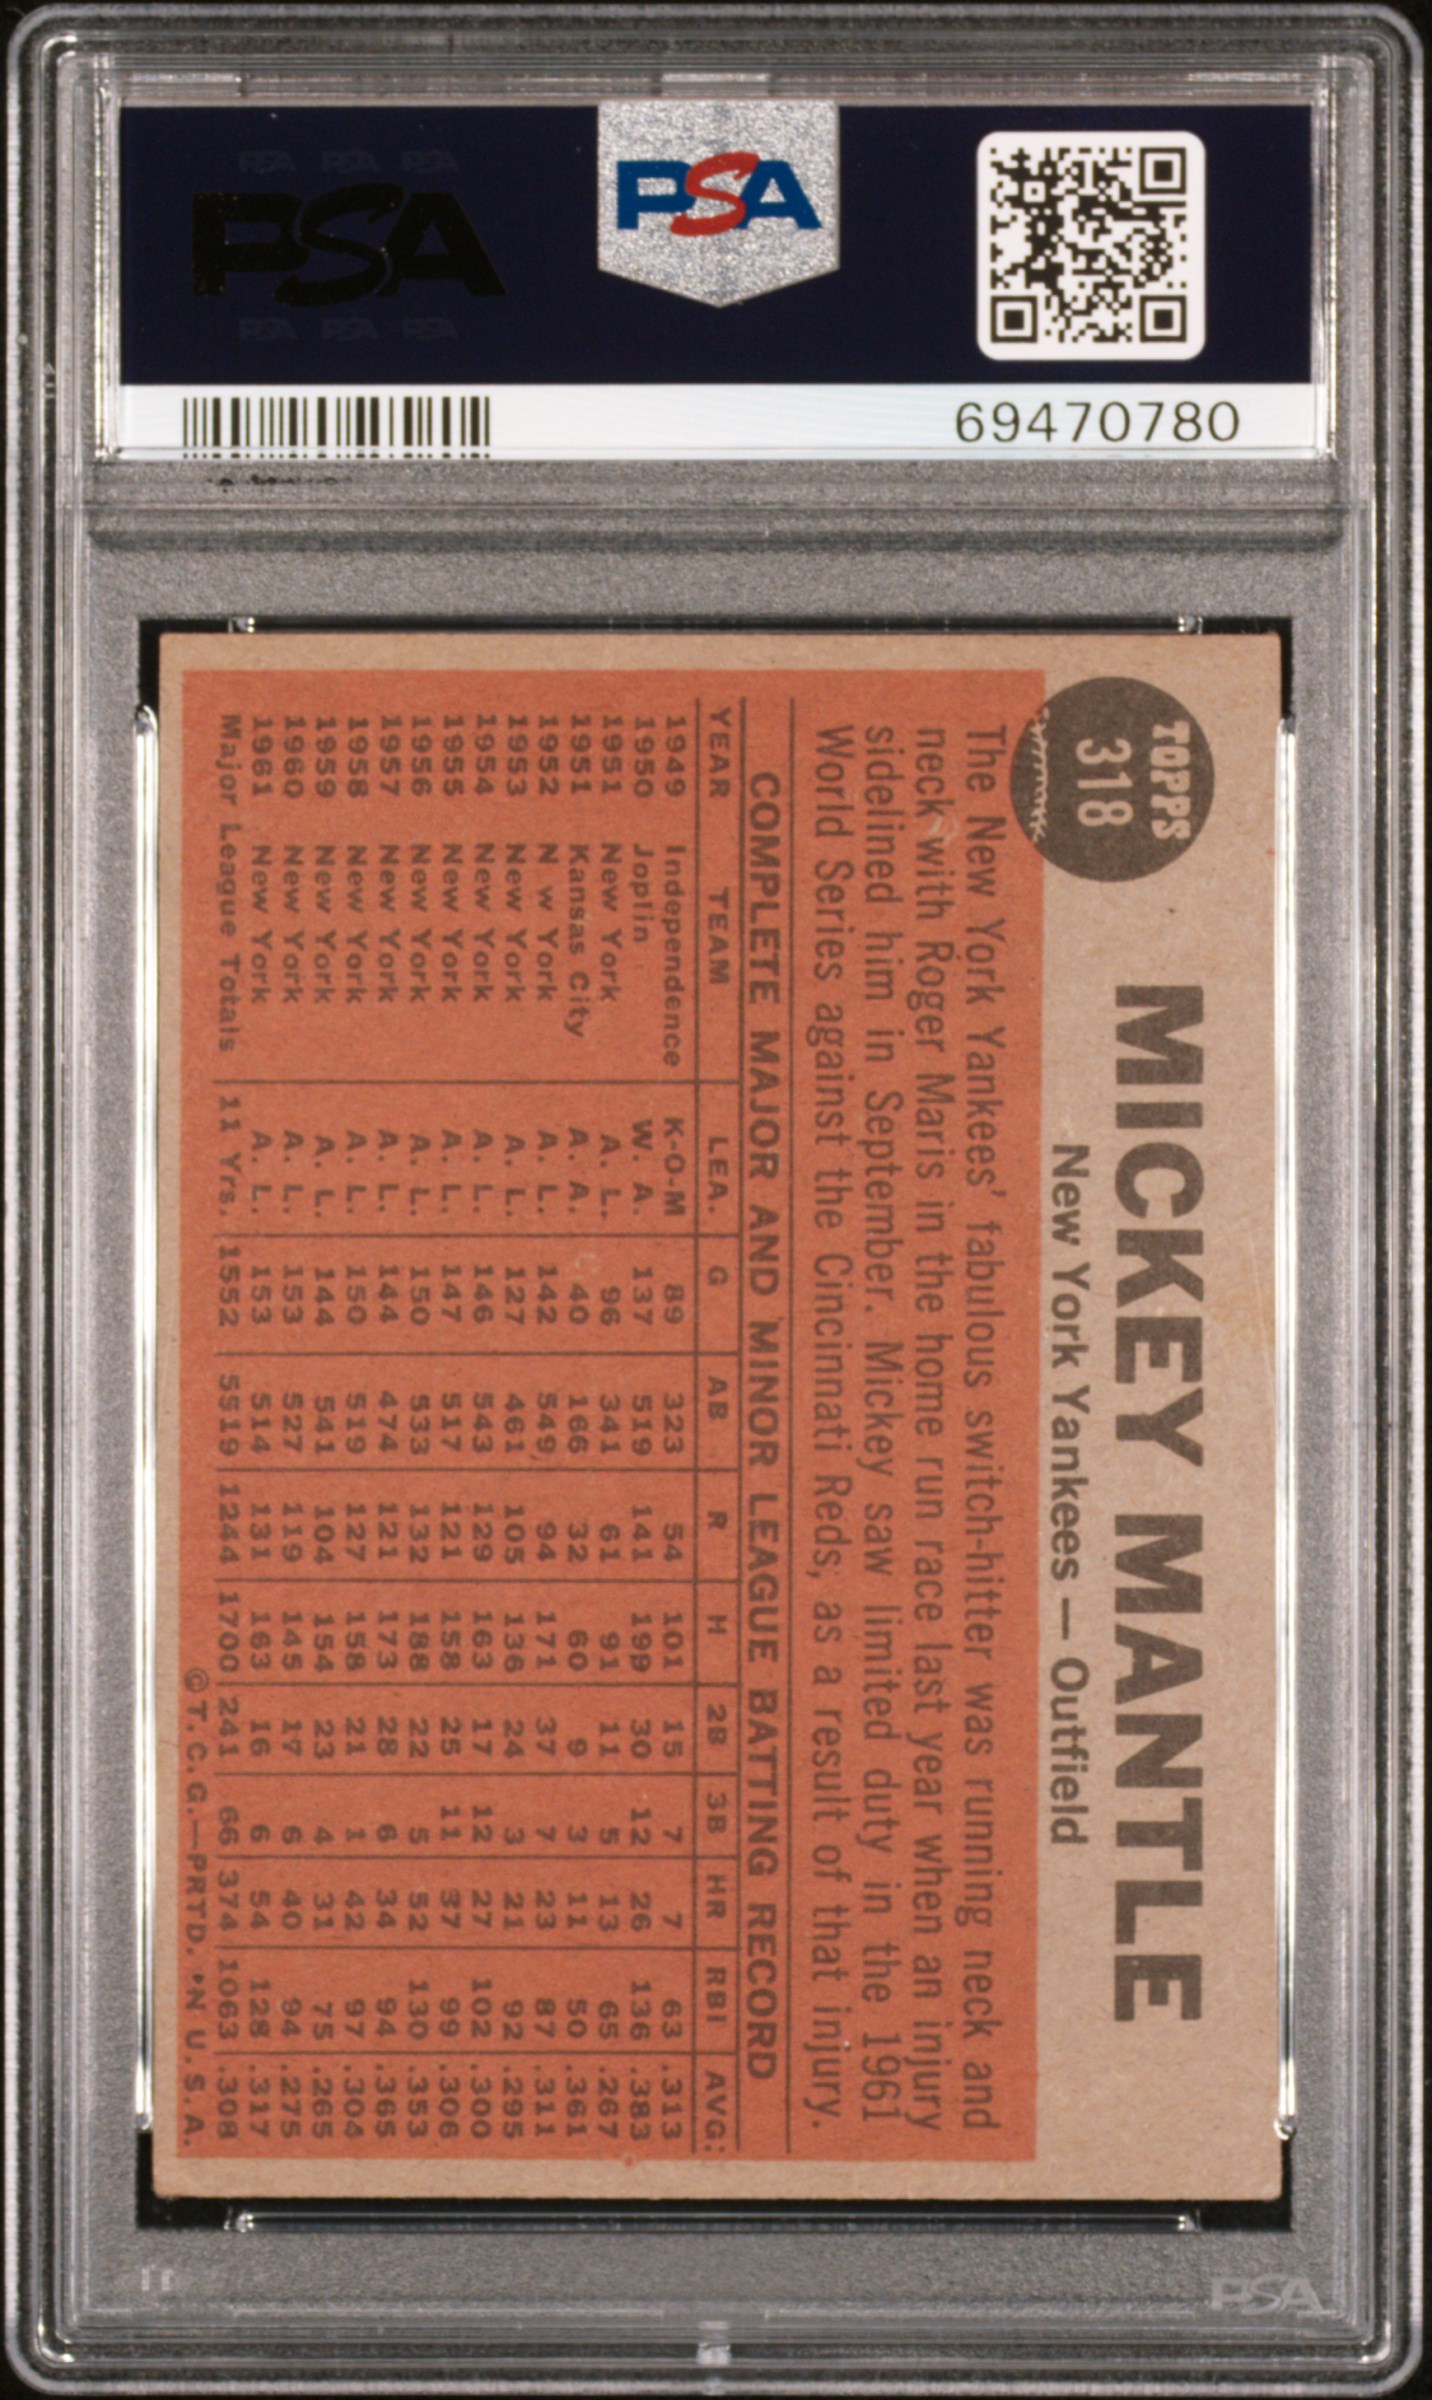 PSA PSA PSA
PSA
PSA PSA PSA
PSA
69470780
TOPPS
318
MICKEY MANTLE
New York Yankees — Outfield
The New York Yankees' fabulous switch-hitter was running neck and
neck with Roger Maris in the home run race last year when an injury
sidelined him in September. Mickey saw limited duty in the 1961
World Series against the Cincinnati Reds, as a result of that injury.
COMPLETE MAJOR AND MINOR LEAGUE BATTING RECORD
YEAR TEAM LEA. G AB R H 2B 3B HR RBI AVG.
1949 Independence K-O-M 89 323 54 101 15 7 7 63 .313
1950 Joplin W. A. 137 519 141 199 30 12 26 136 .383
1951 New York A. L. 96 341 61 91 11 5 13 65 .267
1951 Kansas City A. A. 40 166 32 60 9 3 11 50 .361
1952 N w York A. L. 142 549 94 171 37 7 23 87 .311
1953 New York A. L. 127 461 105 136 24 3 21 92 .295
1954 New York A. L. 146 543 129 163 17 12 27 102 .300
1955 New York A. L. 147 517 121 158 25 11 37 99 .306
1956 New York A. L. 150 533 132 188 22 5 52 130 .353
1957 New York A. L. 144 474 121 173 28 6 34 94 .365
1958 New York A. L. 150 519 127 158 21 1 42 97 .304
1959 New York A. L. 144 541 104 154 23 4 31 75 .265
1960 New York A. L. 153 527 119 145 17 6 40 94 .275
1961 New York A. L. 153 514 131 163 16 6 54 128 .317
Major League Totals 11 Yrs. 1552 5519 1244 1700 241 66 374 1063 .308
©T.C.G.—PRTD. IN U.S.A.
PSA